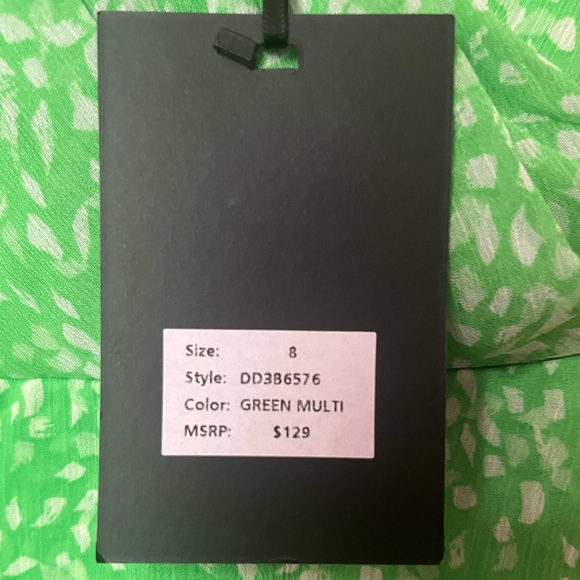 Size: 8
Style: DD3B6576
Color: GREEN MULTI
MSRP: $129